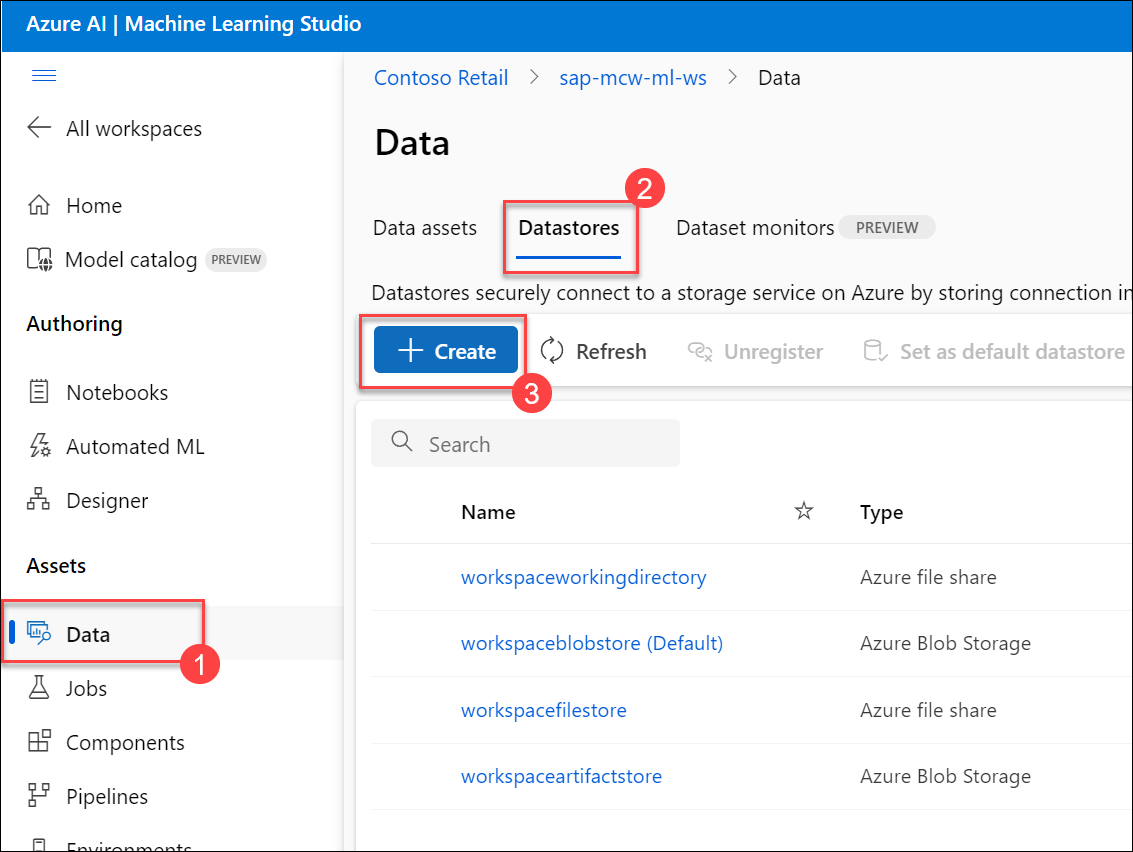 Azure AI | Machine Learning Studio
All workspaces
Home
Model catalog PREVIEW
Authoring
Notebooks
Automated ML
Designer
Assets
Data
1
Jobs
Components
Pipelines
Environments
Contoso Retail > sap-mcw-ml-ws > Data
Data
2
Data assets Datastores Dataset monitors PREVIEW
Datastores securely connect to a storage service on Azure by storing connection in
+ Create Refresh Unregister Set as default datastore
3
Search
Name Type
workspaceworkingdirectory Azure file share
workspaceblobstore (Default) Azure Blob Storage
workspacefilestore Azure file share
workspaceartifactstore Azure Blob Storage